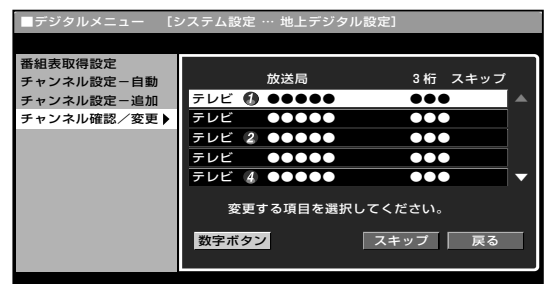 ■デジタルメニュー [システム設定 … 地上デジタル設定]
番組表取得設定
チャンネル設定－自動
チャンネル設定－追加
チャンネル確認／変更▶
放送局 3桁 スキップ
テレビ ❶ ●●●●● ●●● ▲
テレビ ●●●●● ●●●
テレビ ❷ ●●●●● ●●●
テレビ ●●●●● ●●●
テレビ ❹ ●●●●● ●●● ▼
変更する項目を選択してください。
数字ボタン スキップ 戻る